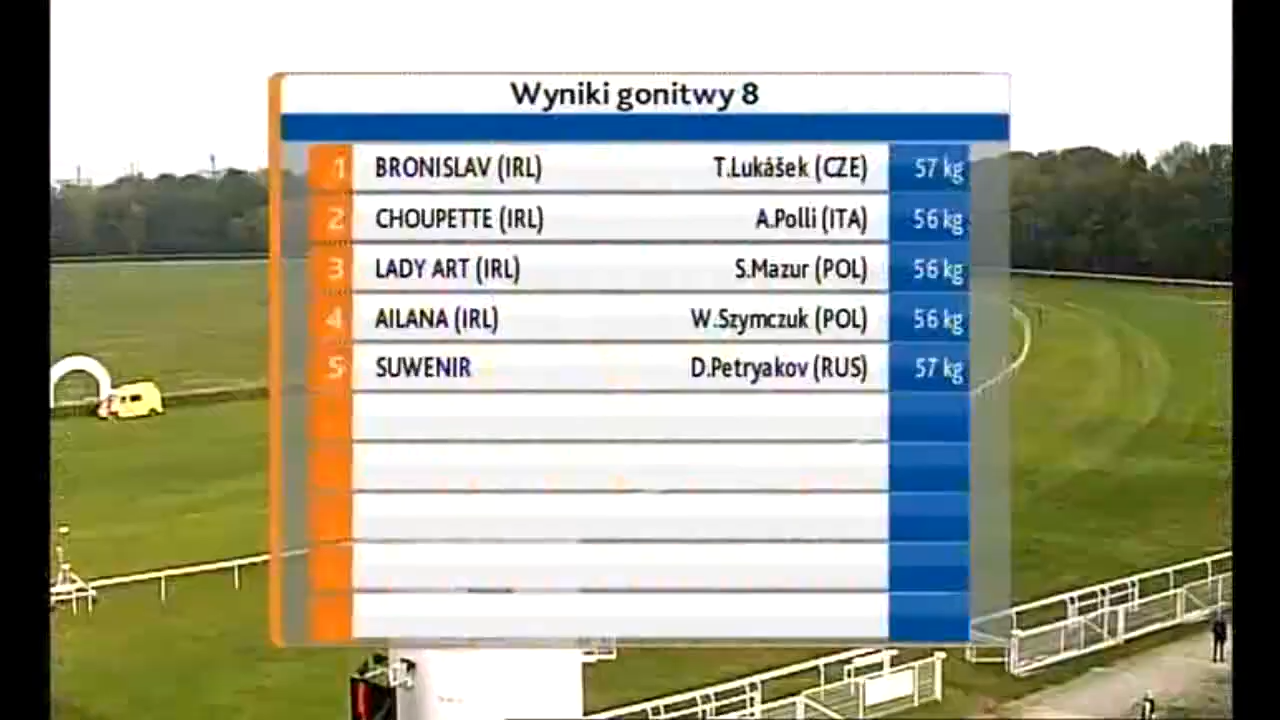 Wyniki gonitwy 8
1 BRONISLAV (IRL) T.Lukášek (CZE) 57 kg
2 CHOUPETTE (IRL) A.Polli (ITA) 56 kg
3 LADY ART (IRL) S.Mazur (POL) 56 kg
4 AILANA (IRL) W.Szymczuk (POL) 56 kg
5 SUWENIR D.Petryakov (RUS) 57 kg